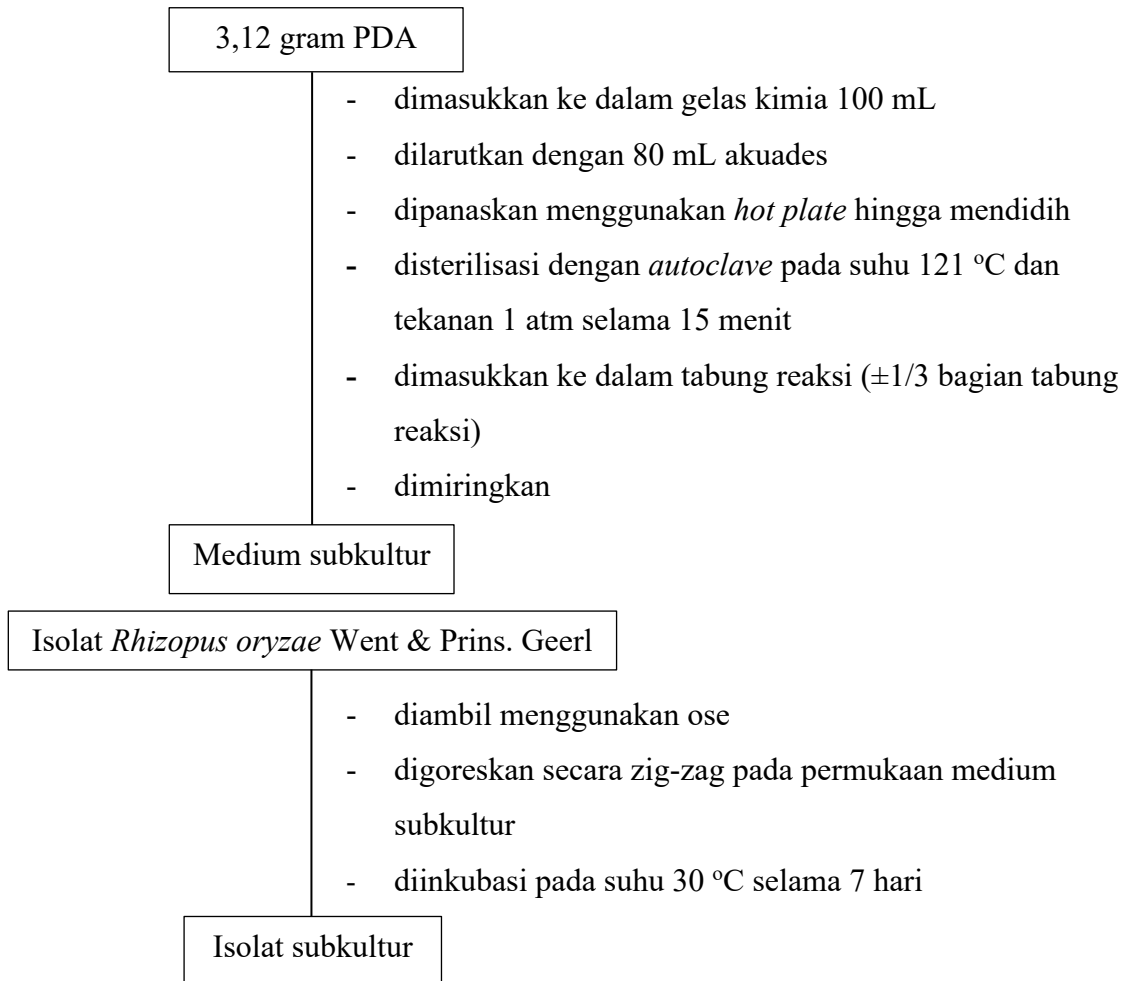 3,12 gram PDA
- dimasukkan ke dalam gelas kimia 100 mL
- dilarutkan dengan 80 mL akuades
- dipanaskan menggunakan hot plate hingga mendidih
- disterilisasi dengan autoclave pada suhu 121 ºC dan
tekanan 1 atm selama 15 menit
- dimasukkan ke dalam tabung reaksi (±1/3 bagian tabung
reaksi)
- dimiringkan
Medium subkultur
Isolat Rhizopus oryzae Went & Prins. Geerl
- diambil menggunakan ose
- digoreskan secara zig-zag pada permukaan medium
subkultur
- diinkubasi pada suhu 30 ºC selama 7 hari
Isolat subkultur